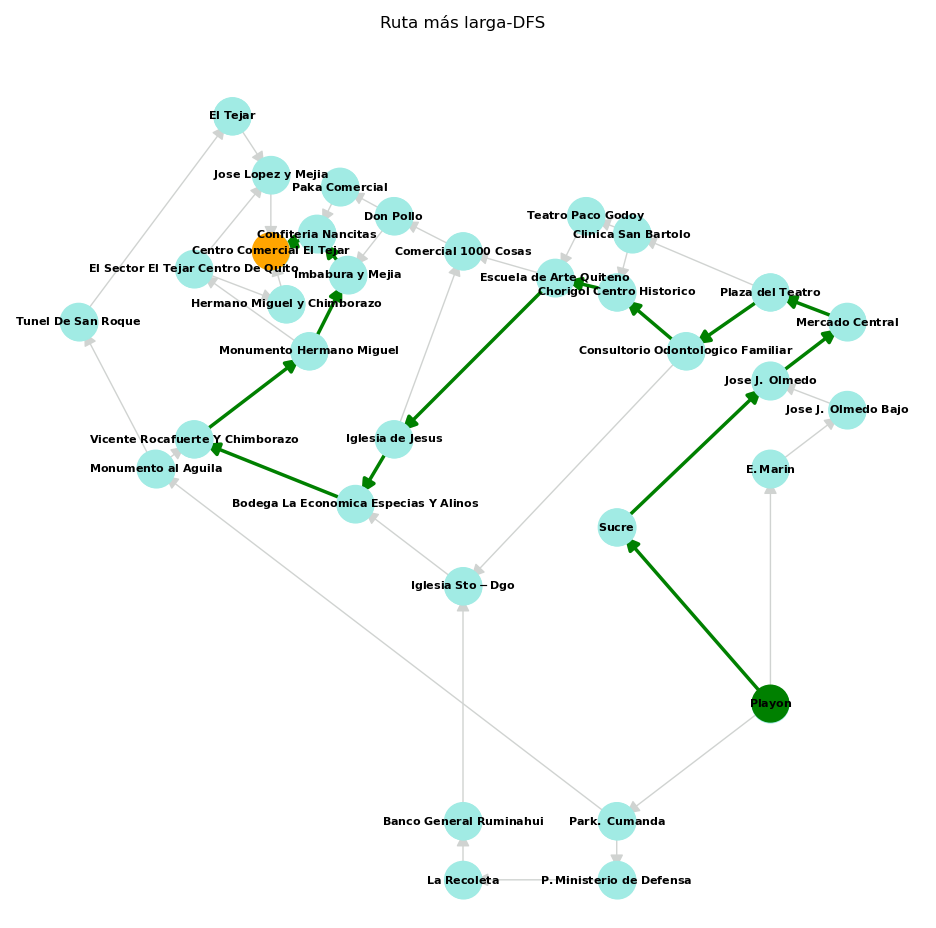 Ruta más larga-DFS
El Tejar
Jose Lopez y Mejia
Paka Comercial
Don Pollo
Teatro Paco Godoy
Confiteria Nancitas
Clinica San Bartolo
Centro Comercial El Tejar
Comercial 1000 Cosas
El Sector El Tejar Centro De Quito
Imbabura y Mejia
Escuela de Arte Quiteno
Chorigol Centro Historico
Plaza del Teatro
Hermano Miguel y Chimborazo
Tunel De San Roque
Mercado Central
Monumento Hermano Miguel
Consultorio Odontologico Familiar
Jose J. Olmedo
Jose J. Olmedo Bajo
Vicente Rocafuerte Y Chimborazo
Iglesia de Jesus
Monumento al Aguila
E.Marin
Bodega La Economica Especias Y Alinos
Sucre
Iglesia Sto−Dgo
Playon
Banco General Ruminahui
Park. Cumanda
La Recoleta
P.Ministerio de Defensa